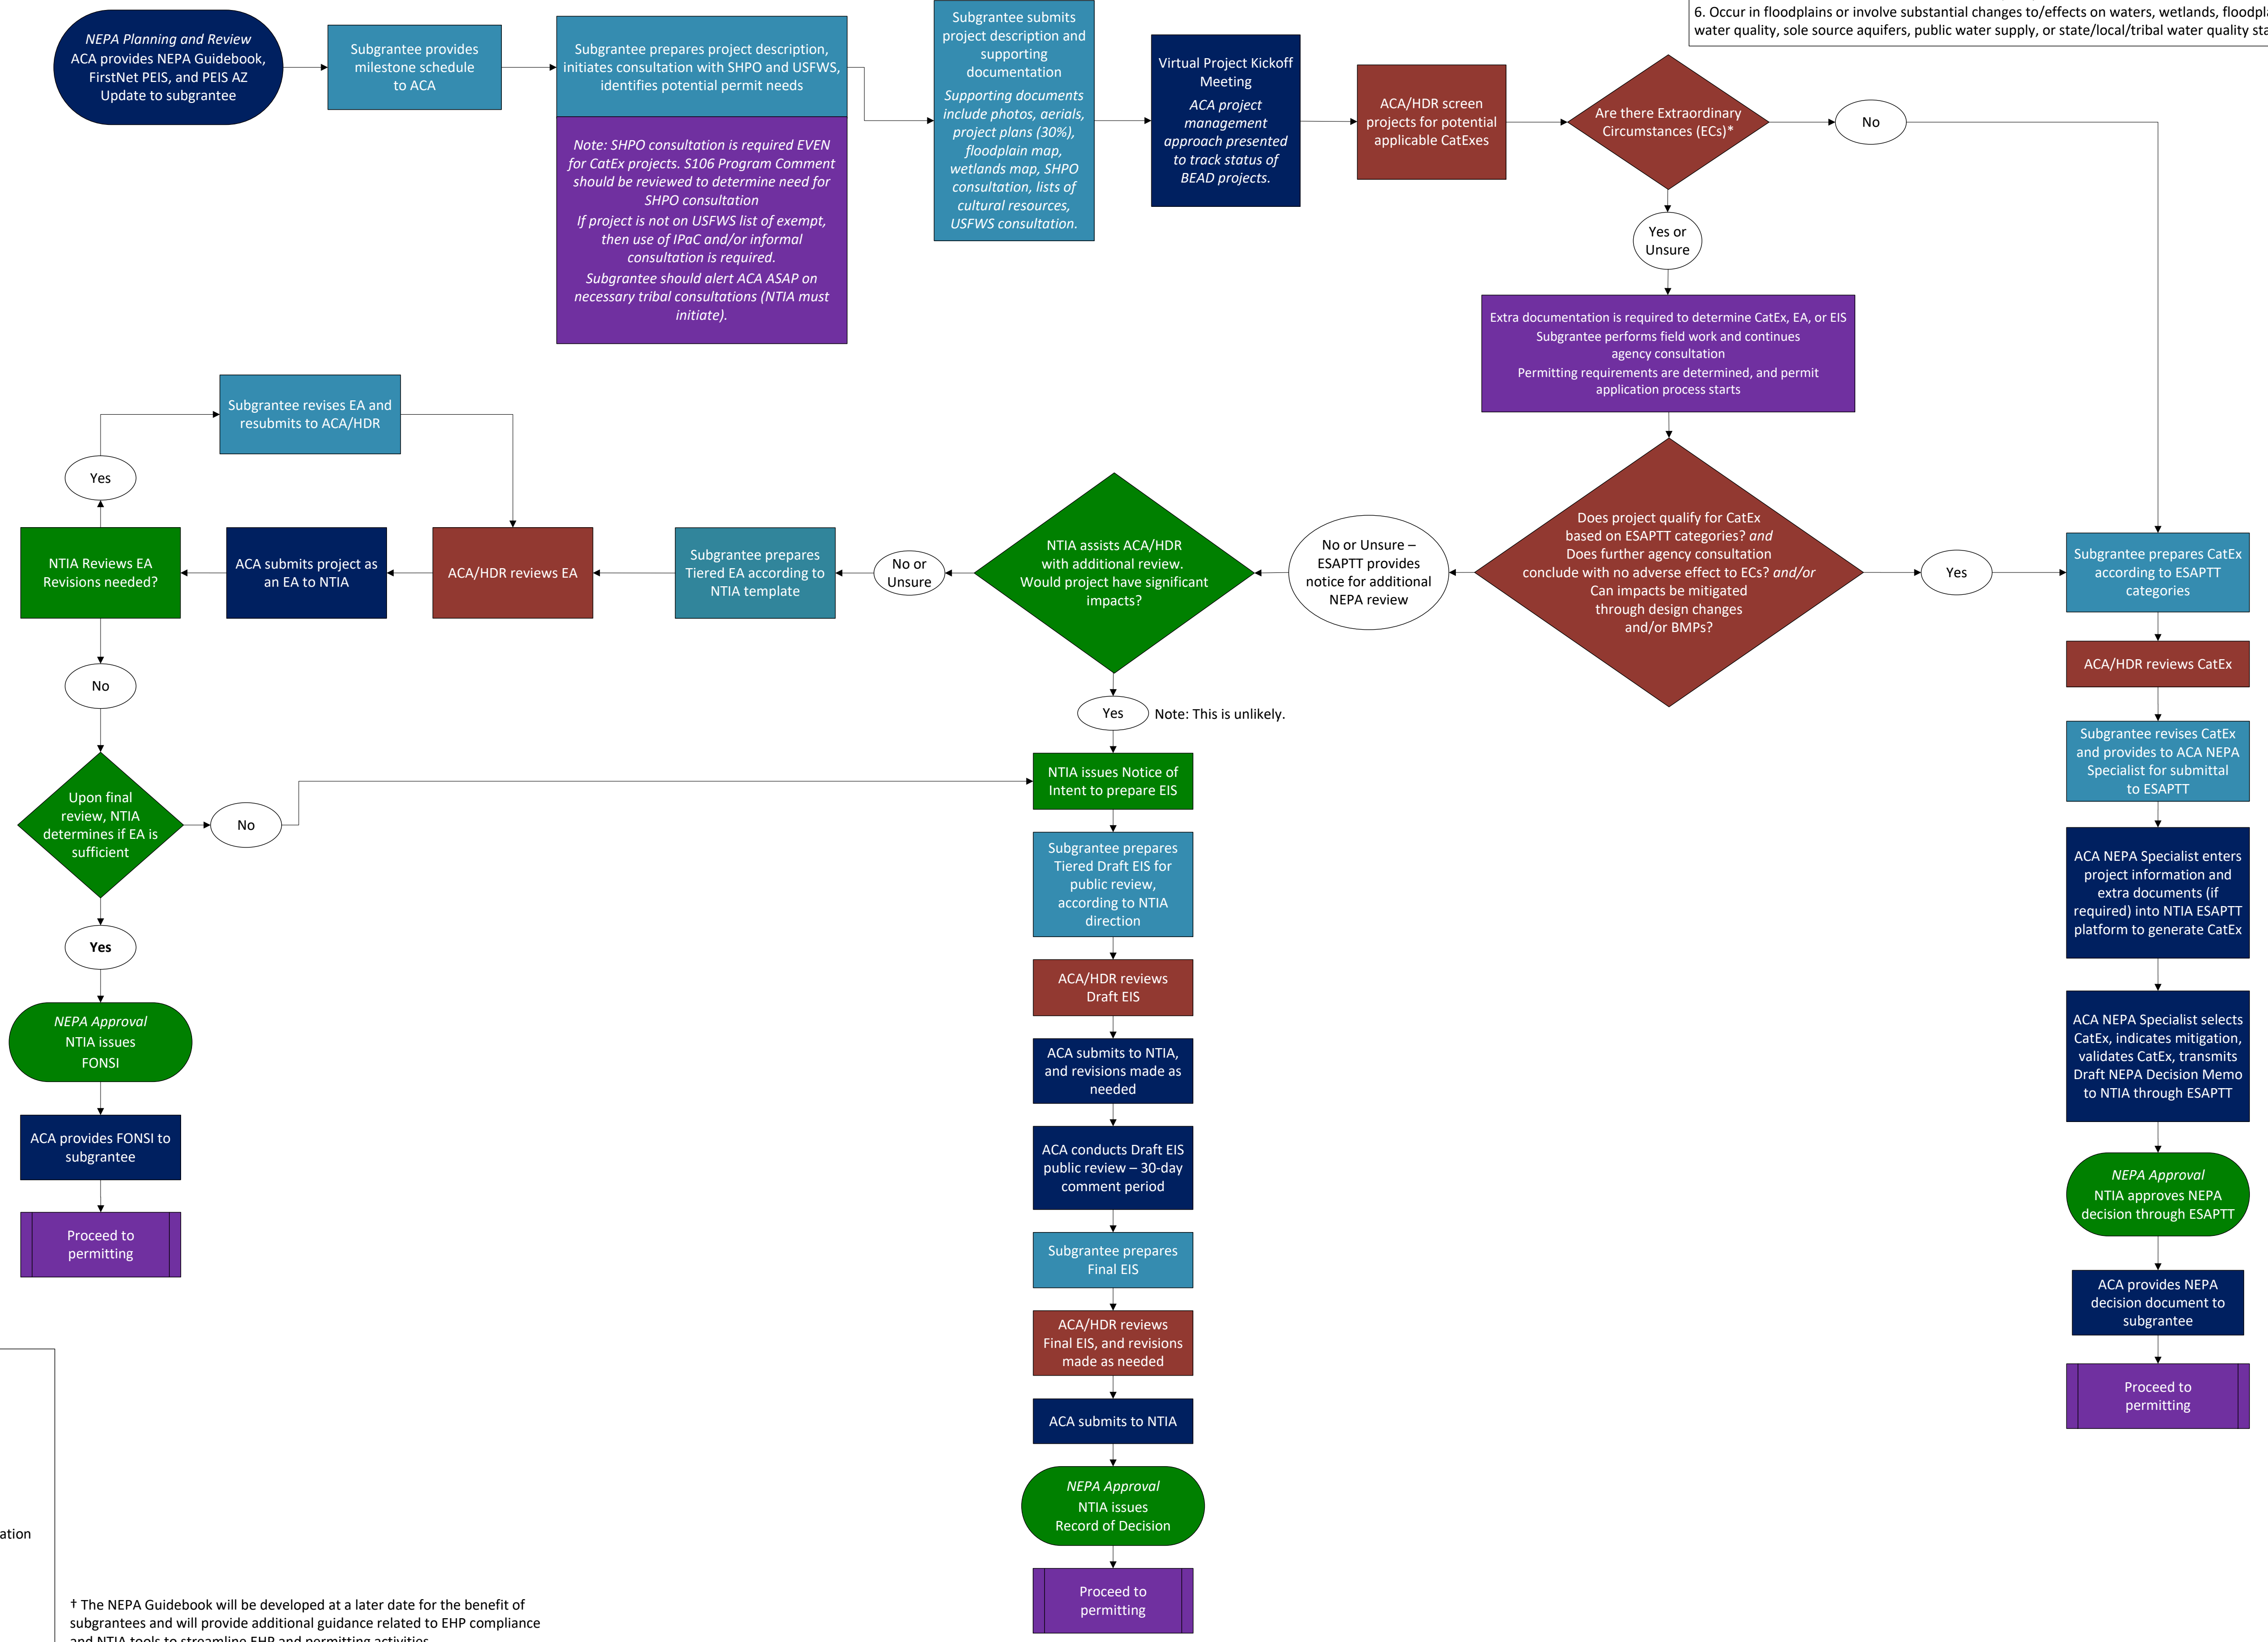 6. Occur in floodplains or involve substantial changes to/effects on waters, wetlands,
water quality, sole source aquifers, public water supply, or state/local/tribal water quality
NEPA Planning and Review
ACA provides NEPA Guidebook,
FirstNet PEIS, and PEIS AZ
Update to subgrantee
Subgrantee provides
milestone schedule
to ACA
Subgrantee prepares project description,
initiates consultation with SHPO and USFWS,
identifies potential permit needs
Note: SHPO consultation is required EVEN
for CatEx projects. S106 Program Comment
should be reviewed to determine need for
SHPO consultation
If project is not on USFWS list of exempt,
then use of IPaC and/or informal
consultation is required.
Subgrantee should alert ACA ASAP on
necessary tribal consultations (NTIA must
initiate).
Subgrantee submits
project description and
supporting
documentation
Supporting documents
include photos, aerials,
project plans (30%),
floodplain map,
wetlands map, SHPO
consultation, lists of
cultural resources,
USFWS consultation.
Virtual Project Kickoff
Meeting
ACA project
management
approach presented
to track status of
BEAD projects.
ACA/HDR screen
projects for potential
applicable CatExes
Are there Extraordinary
Circumstances (ECs)*
No
Yes or
Unsure
Extra documentation is required to determine CatEx, EA, or EIS
Subgrantee performs field work and continues
agency consultation
Permitting requirements are determined, and permit
application process starts
Subgrantee revises EA and
resubmits to ACA/HDR
Yes
NTIA Reviews EA
Revisions needed?
ACA submits project as
an EA to NTIA
ACA/HDR reviews EA
Subgrantee prepares
Tiered EA according to
NTIA template
No or
Unsure
NTIA assists ACA/HDR
with additional review.
Would project have significant
impacts?
No or Unsure –
ESAPTT provides
notice for additional
NEPA review
Does project qualify for CatEx
based on ESAPTT categories? and
Does further agency consultation
conclude with no adverse effect to ECs? and/or
Can impacts be mitigated
through design changes
and/or BMPs?
Yes
Subgrantee prepares CatEx
according to ESAPTT
categories
ACA/HDR reviews CatEx
Subgrantee revises CatEx
and provides to ACA NEPA
Specialist for submittal
to ESAPTT
ACA NEPA Specialist enters
project information and
extra documents (if
required) into NTIA ESAPTT
platform to generate CatEx
ACA NEPA Specialist selects
CatEx, indicates mitigation,
validates CatEx, transmits
Draft NEPA Decision Memo
to NTIA through ESAPTT
NEPA Approval
NTIA approves NEPA
decision through ESAPTT
ACA provides NEPA
decision document to
subgrantee
Proceed to
permitting
No
Upon final
review, NTIA
determines if EA is
sufficient
No
Yes
NEPA Approval
NTIA issues
FONSI
ACA provides FONSI to
subgrantee
Proceed to
permitting
Yes
Note: This is unlikely.
NTIA issues Notice of
Intent to prepare EIS
Subgrantee prepares
Tiered Draft EIS for
public review,
according to NTIA
direction
ACA/HDR reviews
Draft EIS
ACA submits to NTIA,
and revisions made as
needed
ACA conducts Draft EIS
public review – 30-day
comment period
Subgrantee prepares
Final EIS
ACA/HDR reviews
Final EIS, and revisions
made as needed
ACA submits to NTIA
NEPA Approval
NTIA issues
Record of Decision
Proceed to
permitting
ation
† The NEPA Guidebook will be developed at a later date for the benefit of
subgrantees and will provide additional guidance related to EHP compliance
and NTIA tools to streamline EHP and permitting activities